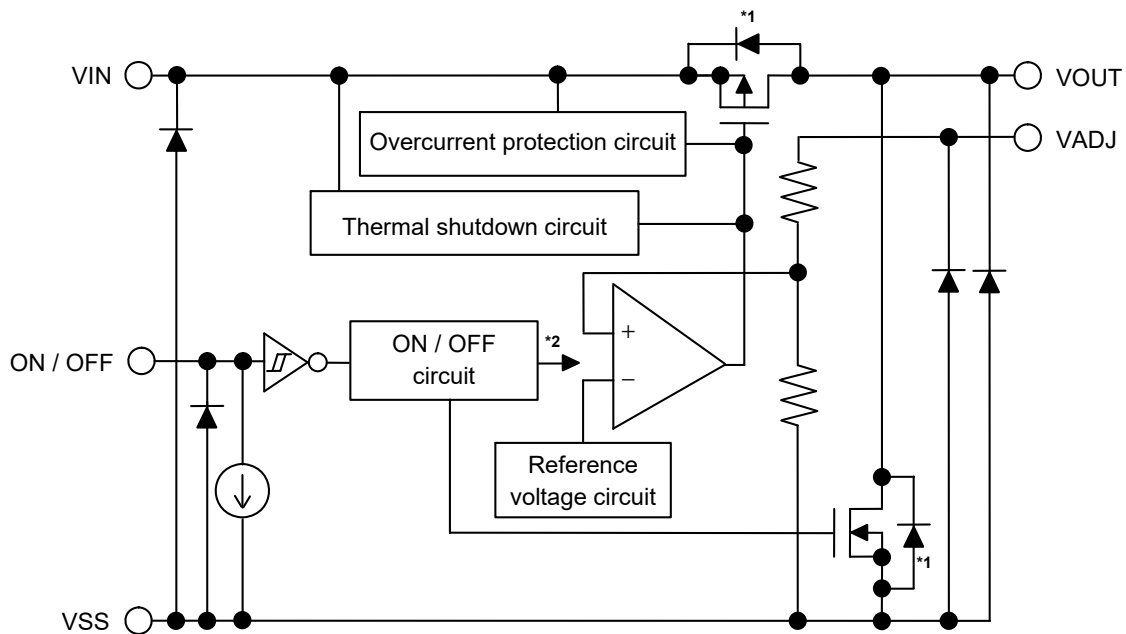 *1
VIN
VOUT
Overcurrent protection circuit
VADJ
Thermal shutdown circuit
ON / OFF
ON / OFF
circuit
*2
+
−
Reference
voltage circuit
*1
VSS